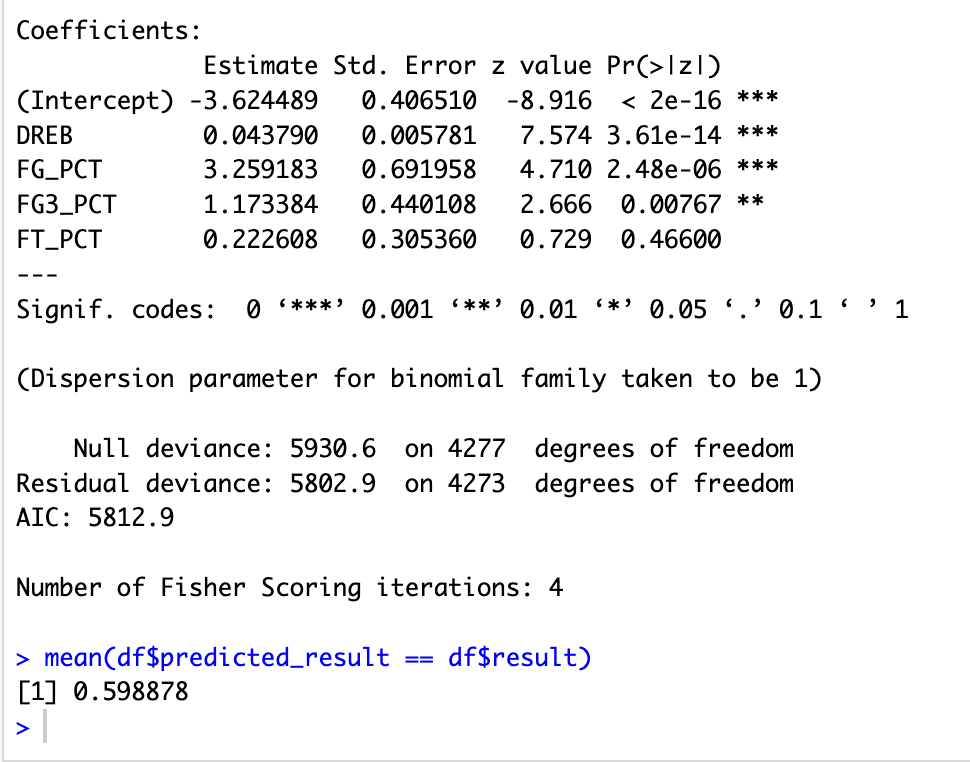 Coefficients:
             Estimate Std. Error z value Pr(>|z|)
(Intercept) -3.624489   0.406510  -8.916  < 2e-16 ***
DREB         0.043790   0.005781   7.574 3.61e-14 ***
FG_PCT       3.259183   0.691958   4.710 2.48e-06 ***
FG3_PCT      1.173384   0.440108   2.666  0.00767 **
FT_PCT       0.222608   0.305360   0.729  0.46600
---
Signif. codes:  0 ‘***’ 0.001 ‘**’ 0.01 ‘*’ 0.05 ‘.’ 0.1 ‘ ’ 1
(Dispersion parameter for binomial family taken to be 1)
    Null deviance: 5930.6  on 4277  degrees of freedom
Residual deviance: 5802.9  on 4273  degrees of freedom
AIC: 5812.9
Number of Fisher Scoring iterations: 4
> mean(df$predicted_result == df$result)
[1] 0.598878
>